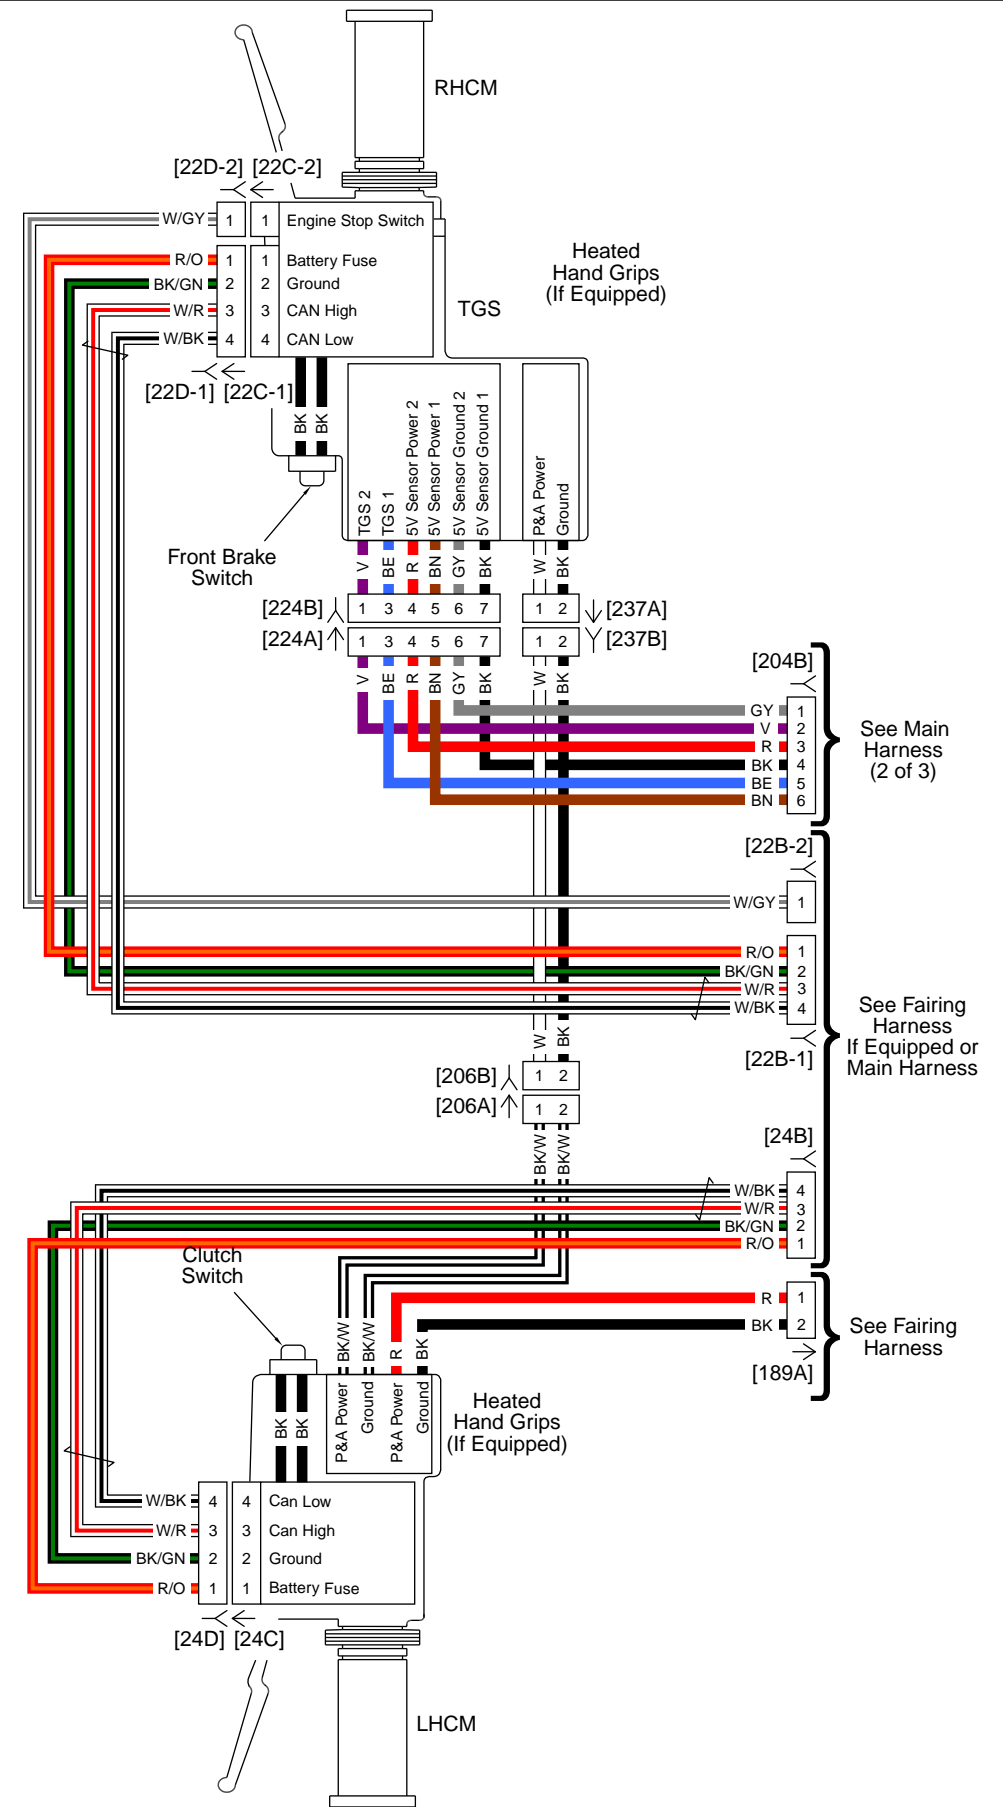 RHCM
[22D-2] [22C-2]
W/GY 1 1 Engine Stop Switch
R/O 1 1 Battery Fuse
BK/GN 2 2 Ground
W/R 3 3 CAN High
W/BK 4 4 CAN Low
[22D-1] [22C-1]
Heated
Hand Grips
(If Equipped)
TGS
BK BK
Front Brake
Switch
TGS 2
TGS 1
5V Sensor Power 2
5V Sensor Power 1
5V Sensor Ground 2
5V Sensor Ground 1
P&A Power
Ground
V BE R BN GY BK W BK
[224B] 1 3 4 5 6 7 1 2 [237A]
[224A] 1 3 4 5 6 7 1 2 [237B]
V BE R BN GY BK W BK
[204B]
GY 1
V 2
R 3
BK 4
BE 5
BN 6
See Main
Harness
(2 of 3)
[22B-2]
W/GY 1
R/O 1
BK/GN 2
W/R 3
W/BK 4
[22B-1]
See Fairing
Harness
If Equipped or
Main Harness
W BK
[206B] 1 2
[206A] 1 2
BK/W BK/W
[24B]
W/BK 4
W/R 3
BK/GN 2
R/O 1
Clutch
Switch
R 1
BK 2
[189A]
See Fairing
Harness
BK/W BK/W R BK
P&A Power
Ground
P&A Power
Ground
Heated
Hand Grips
(If Equipped)
BK BK
W/BK 4 4 Can Low
W/R 3 3 Can High
BK/GN 2 2 Ground
R/O 1 1 Battery Fuse
[24D] [24C]
LHCM